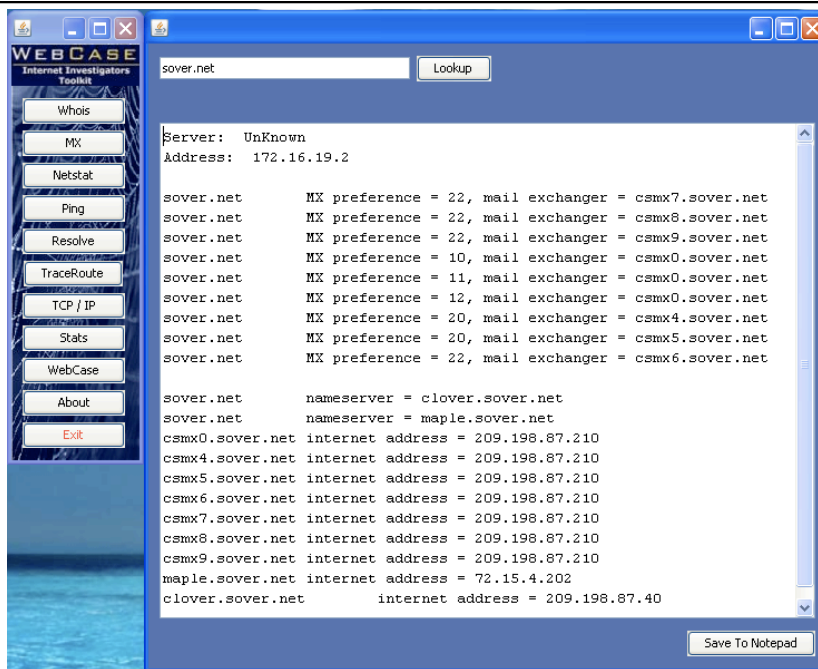 WEBCASE
Internet Investigators
Toolkit
Whois
MX
Netstat
Ping
Resolve
TraceRoute
TCP / IP
Stats
WebCase
About
Exit
sover.net
Lookup
Server:  UnKnown
Address:  172.16.19.2
sover.net       MX preference = 22, mail exchanger = csmx7.sover.net
sover.net       MX preference = 22, mail exchanger = csmx8.sover.net
sover.net       MX preference = 22, mail exchanger = csmx9.sover.net
sover.net       MX preference = 10, mail exchanger = csmx0.sover.net
sover.net       MX preference = 11, mail exchanger = csmx0.sover.net
sover.net       MX preference = 12, mail exchanger = csmx0.sover.net
sover.net       MX preference = 20, mail exchanger = csmx4.sover.net
sover.net       MX preference = 20, mail exchanger = csmx5.sover.net
sover.net       MX preference = 22, mail exchanger = csmx6.sover.net
sover.net       nameserver = clover.sover.net
sover.net       nameserver = maple.sover.net
csmx0.sover.net internet address = 209.198.87.210
csmx4.sover.net internet address = 209.198.87.210
csmx5.sover.net internet address = 209.198.87.210
csmx6.sover.net internet address = 209.198.87.210
csmx7.sover.net internet address = 209.198.87.210
csmx8.sover.net internet address = 209.198.87.210
csmx9.sover.net internet address = 209.198.87.210
maple.sover.net internet address = 72.15.4.202
clover.sover.net        internet address = 209.198.87.40
Save To Notepad